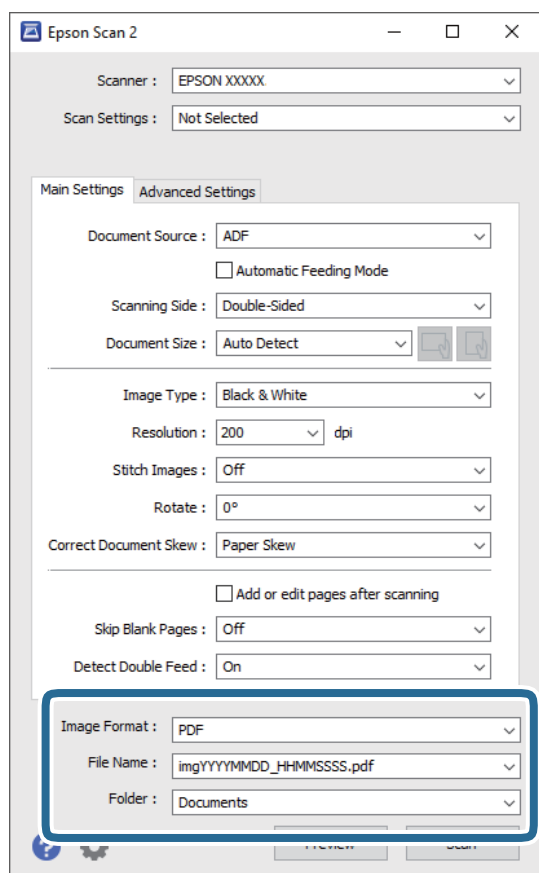 Epson Scan 2
Scanner : EPSON XXXXX
Scan Settings : Not Selected
Main Settings Advanced Settings
Document Source : ADF
Automatic Feeding Mode
Scanning Side : Double-Sided
Document Size : Auto Detect
Image Type : Black & White
Resolution : 200 dpi
Stitch Images : Off
Rotate : 0°
Correct Document Skew : Paper Skew
Add or edit pages after scanning
Skip Blank Pages : Off
Detect Double Feed : On
Image Format : PDF
File Name : imgYYYYMMDD_HHMMSSSS.pdf
Folder : Documents
? Preview Scan